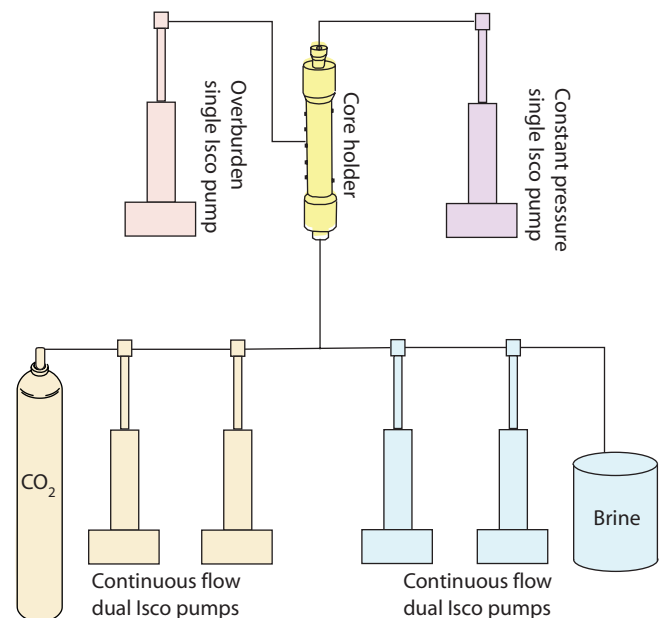 Overburden
single Isco pump
Core holder
Constant pressure
single Isco pump
CO₂
Brine
Continuous flow
dual Isco pumps
Continuous flow
dual Isco pumps